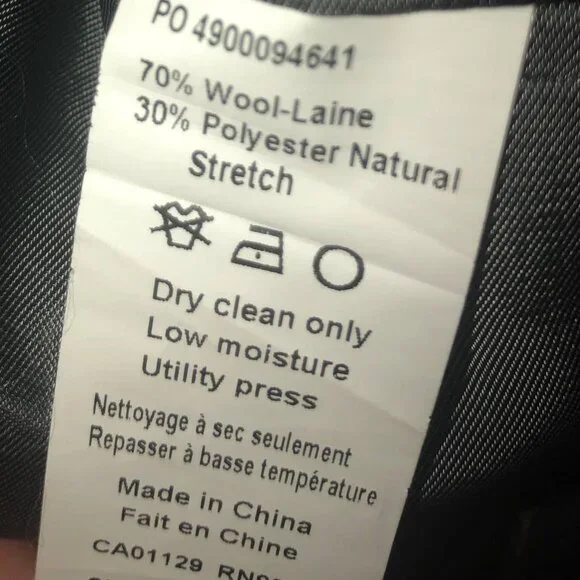 PO 4900094641
70% Wool-Laine
30% Polyester Natural
Stretch
Dry clean only
Low moisture
Utility press
Nettoyage à sec seulement
Repasser à basse température
Made in China
Fait en Chine
CA01129